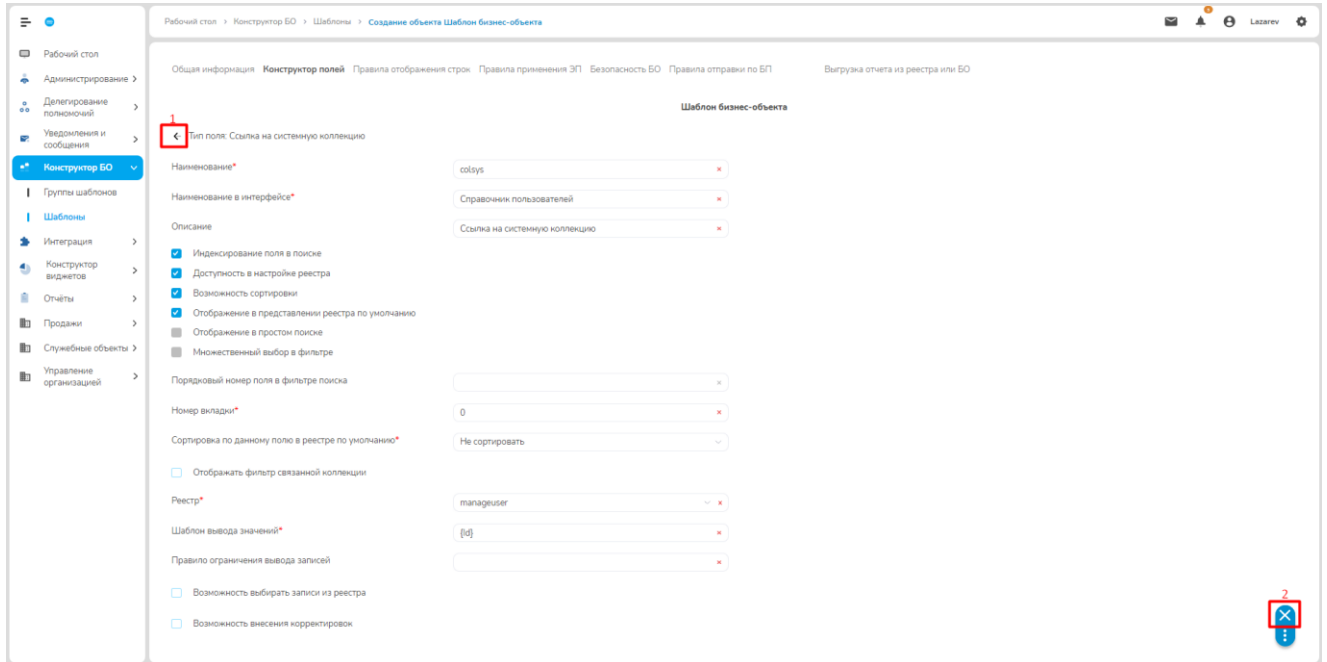 Рабочий стол > Конструктор БО > Шаблоны > Создание объекта Шаблон бизнес-объекта
Lazarev
Рабочий стол
Администрирование
Делегирование
полномочий
Уведомления и
сообщения
Конструктор БО
Группы шаблонов
Шаблоны
Интеграция
Конструктор
виджетов
Отчёты
Продажи
Служебные объекты
Управление
организацией
Общая информация Конструктор полей Правила отображения строк Правила применения ЭП Безопасность БО Правила отправки по БП Выгрузка отчета из реестра или БО
Шаблон бизнес-объекта
1
Тип поля: Ссылка на системную коллекцию
Наименование* colsys
Наименование в интерфейсе* Справочник пользователей
Описание Ссылка на системную коллекцию
Индексирование поля в поиске
Доступность в настройке реестра
Возможность сортировки
Отображение в представлении реестра по умолчанию
Отображение в простом поиске
Множественный выбор в фильтре
Порядковый номер поля в фильтре поиска
Номер вкладки* 0
Сортировка по данному полю в реестре по умолчанию* Не сортировать
Отображать фильтр связанной коллекции
Реестр* manageuser
Шаблон вывода значений* {Id}
Правило ограничения вывода записей
Возможность выбирать записи из реестра
Возможность внесения корректировок
2